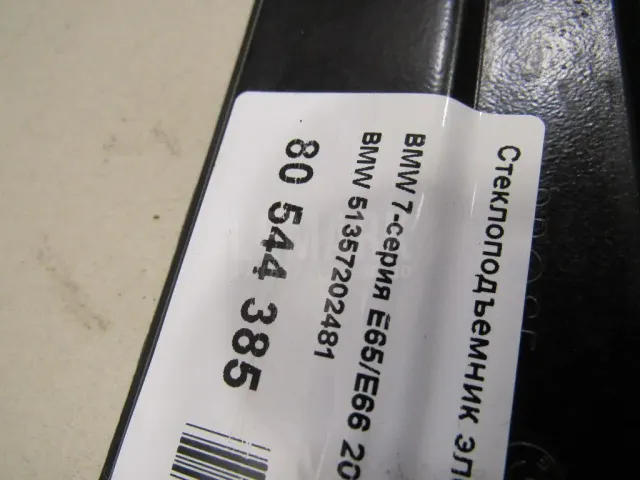 Стеклоподъемник эл
BMW 7-серия E65/E66 20
BMW 51357202481
80 544 385